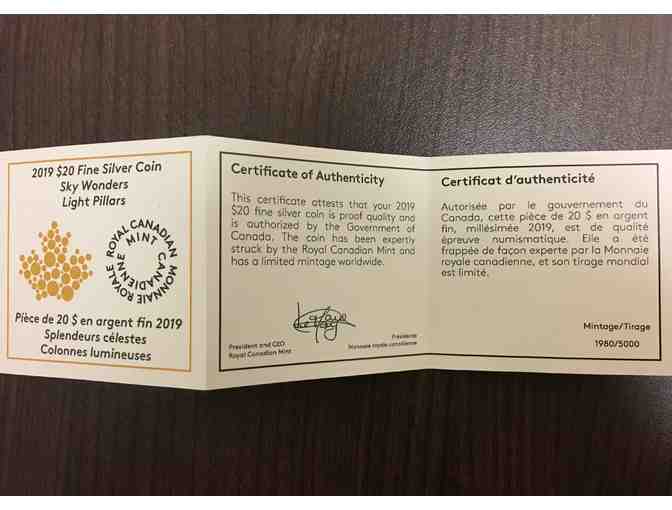 2019 $20 Fine Silver Coin
Sky Wonders
Light Pillars
ROYAL CANADIAN MINT
MONNAIE ROYALE CANADIENNE
Pièce de 20 $ en argent fin 2019
Splendeurs célestes
Colonnes lumineuses
Certificate of Authenticity
This certificate attests that your 2019
$20 fine silver coin is proof quality and
is authorized by the Government of
Canada. The coin has been expertly
struck by the Royal Canadian Mint and
has a limited mintage worldwide.
President and CEO
Royal Canadian Mint
Présidente
Monnaie royale canadienne
Certificat d'authenticité
Autorisée par le gouvernement du
Canada, cette pièce de 20 $ en argent
fin, millésimée 2019, est de qualité
épreuve numismatique. Elle a été
frappée de façon experte par la Monnaie
royale canadienne, et son tirage mondial
est limité.
Mintage/Tirage
1980/5000